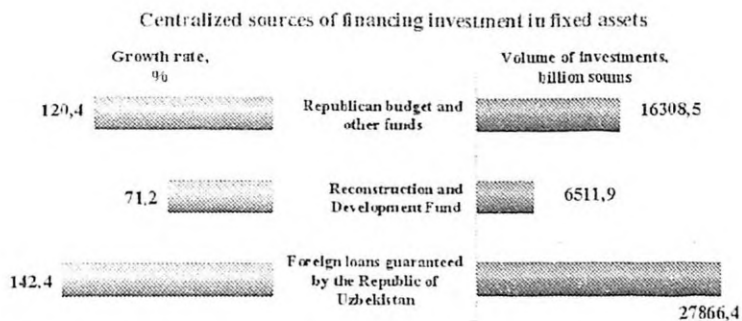 Centralized sources of financing investment in fixed assets
Growth rate,
%
Volume of investments,
billion soums
120,4
Republican budget and
other funds
16308,5
71,2
Reconstruction and
Development Fund
6511,9
142,4
Foreign loans guaranteed
by the Republic of
Uzbekistan
27866,4